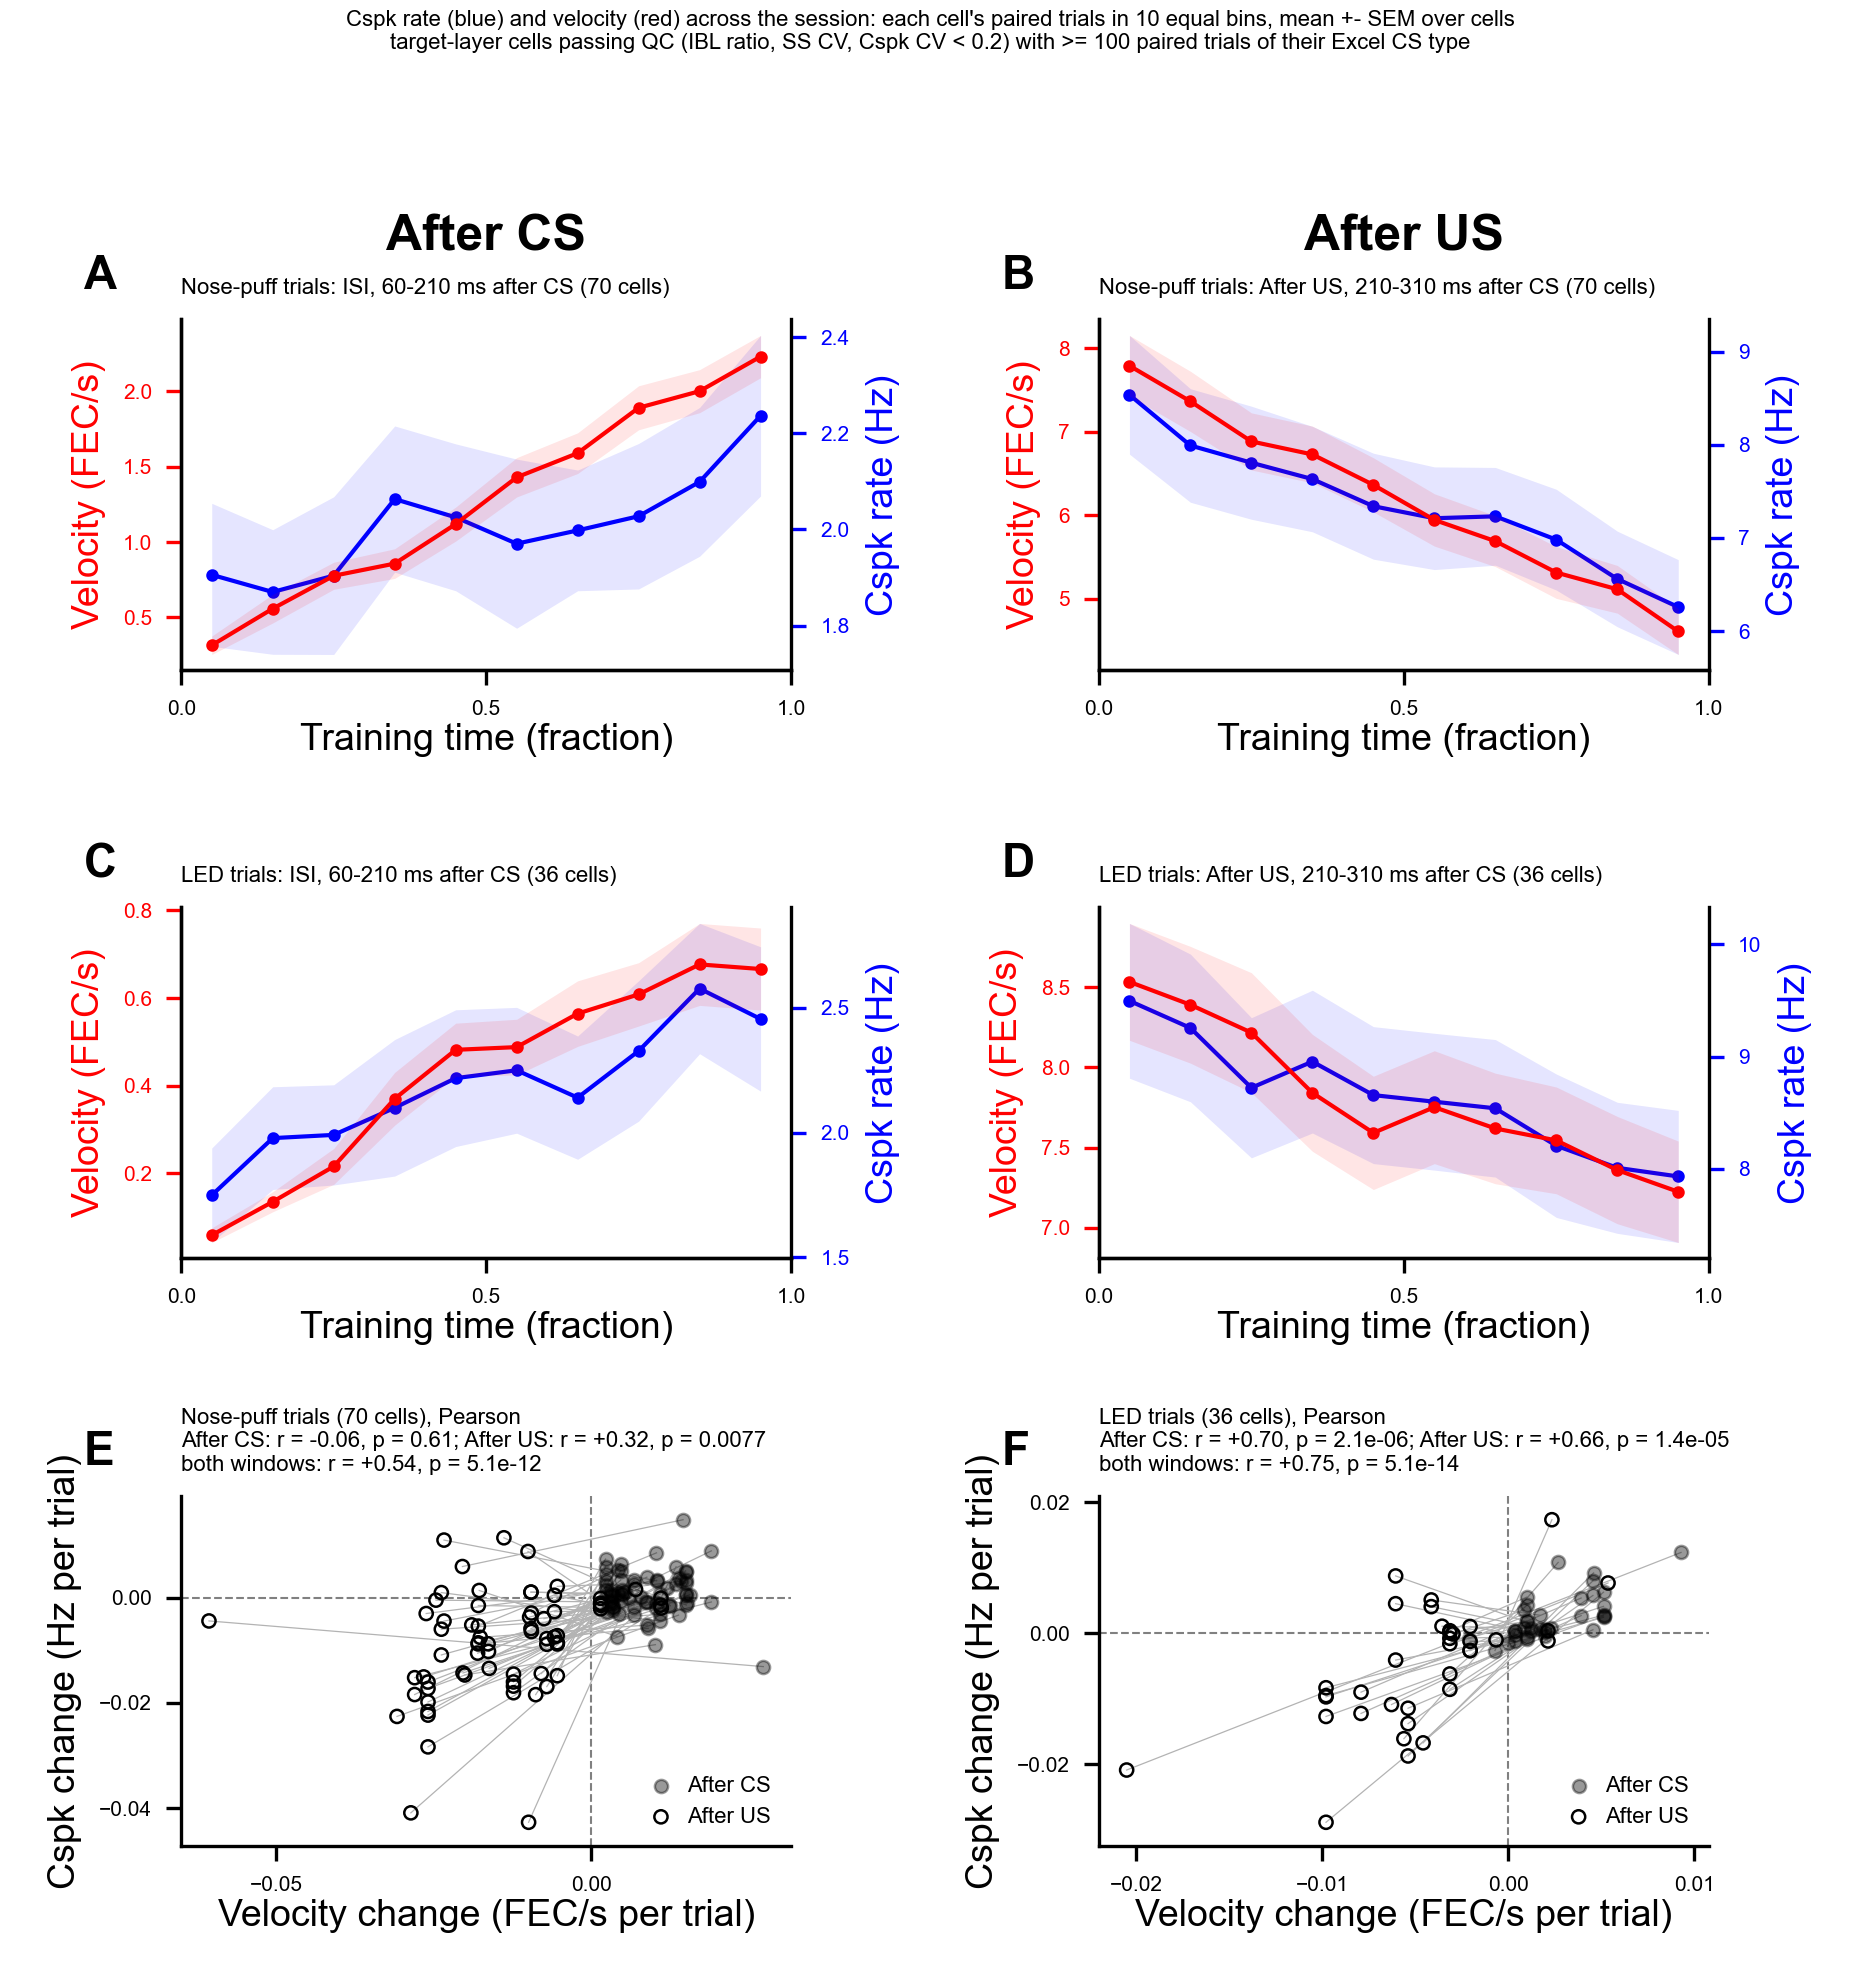 Cspk rate (blue) and velocity (red) across the session: each cell's paired trials in 10 equal bins, mean +- SEM over cells
target-layer cells passing QC (IBL ratio, SS CV, Cspk CV < 0.2) with >= 100 paired trials of their Excel CS type
After CS
After US
A
Nose-puff trials: ISI, 60-210 ms after CS (70 cells)
Velocity (FEC/s)
2.0
1.5
1.0
0.5
2.4
2.2
2.0
1.8
Cspk rate (Hz)
0.0
0.5
1.0
Training time (fraction)
B
Nose-puff trials: After US, 210-310 ms after CS (70 cells)
Velocity (FEC/s)
8
7
6
5
9
8
7
6
Cspk rate (Hz)
0.0
0.5
1.0
Training time (fraction)
C
LED trials: ISI, 60-210 ms after CS (36 cells)
Velocity (FEC/s)
0.8
0.6
0.4
0.2
2.5
2.0
1.5
Cspk rate (Hz)
0.0
0.5
1.0
Training time (fraction)
D
LED trials: After US, 210-310 ms after CS (36 cells)
Velocity (FEC/s)
8.5
8.0
7.5
7.0
10
9
8
Cspk rate (Hz)
0.0
0.5
1.0
Training time (fraction)
E
Nose-puff trials (70 cells), Pearson
After CS: r = -0.06, p = 0.61; After US: r = +0.32, p = 0.0077
both windows: r = +0.54, p = 5.1e-12
Cspk change (Hz per trial)
0.00
−0.02
−0.04
After CS
After US
−0.05
0.00
Velocity change (FEC/s per trial)
F
LED trials (36 cells), Pearson
After CS: r = +0.70, p = 2.1e-06; After US: r = +0.66, p = 1.4e-05
both windows: r = +0.75, p = 5.1e-14
Cspk change (Hz per trial)
0.02
0.00
−0.02
After CS
After US
−0.02
−0.01
0.00
0.01
Velocity change (FEC/s per trial)